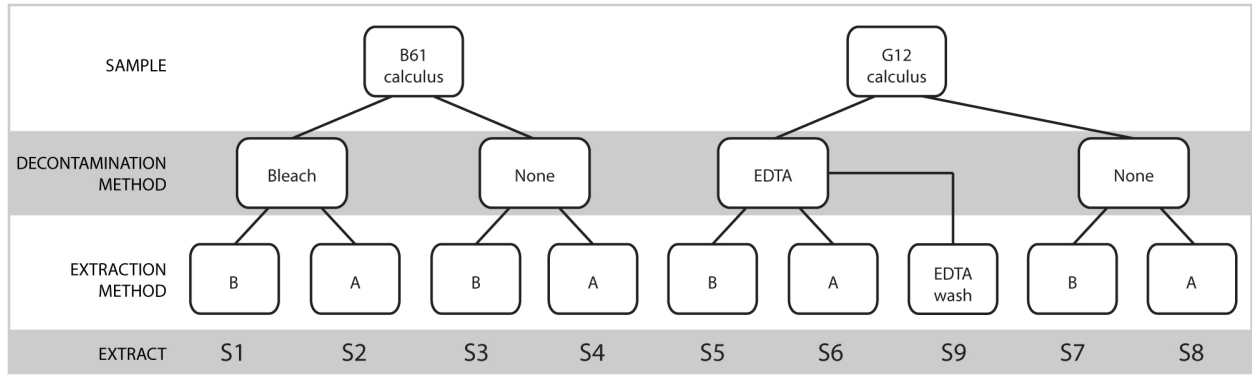 SAMPLE
B61
calculus
G12
calculus
DECONTAMINATION
METHOD
Bleach
None
EDTA
None
EXTRACTION
METHOD
B
A
B
A
B
A
EDTA
wash
B
A
EXTRACT
S1
S2
S3
S4
S5
S6
S9
S7
S8